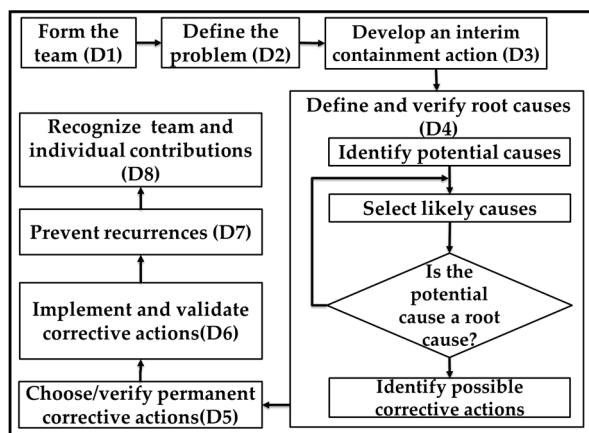 Form the
team (D1)
Define the
problem (D2)
Develop an interim
containment action (D3)
Define and verify root causes
(D4)
Identify potential causes
Select likely causes
Is the
potential
cause a root
cause?
Identify possible
corrective actions
Choose/verify permanent
corrective actions(D5)
Implement and validate
corrective actions(D6)
Prevent recurrences (D7)
Recognize team and
individual contributions
(D8)